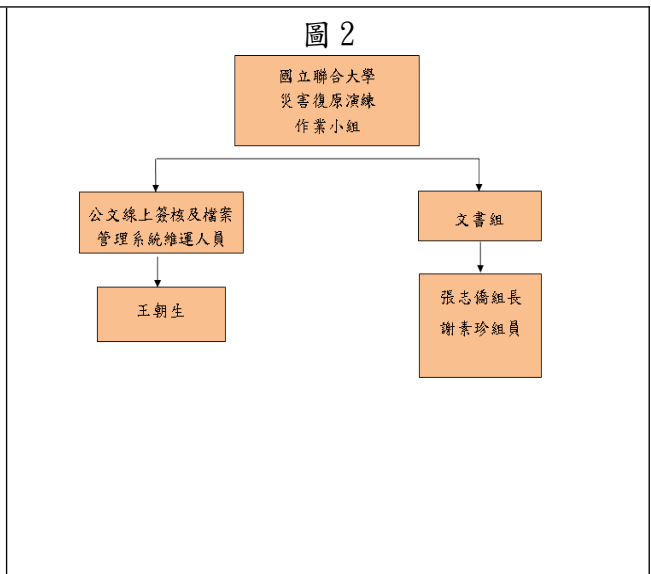 圖 2
國立聯合大學
災害復原演練
作業小組
公文線上簽核及檔案
管理系統維運人員
文書組
王朝生
張志僑組長
謝素珍組員